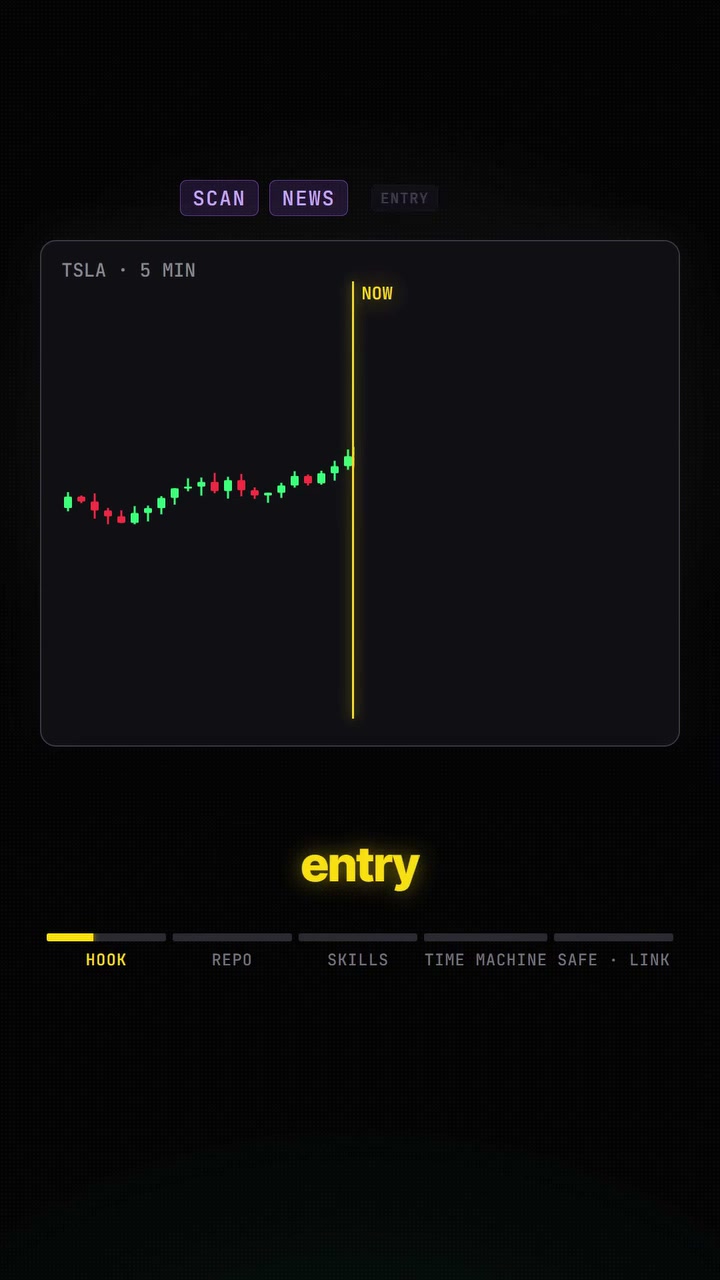 SCAN NEWS ENTRY
TSLA · 5 MIN
NOW
entry
HOOK REPO SKILLS TIME MACHINE SAFE · LINK